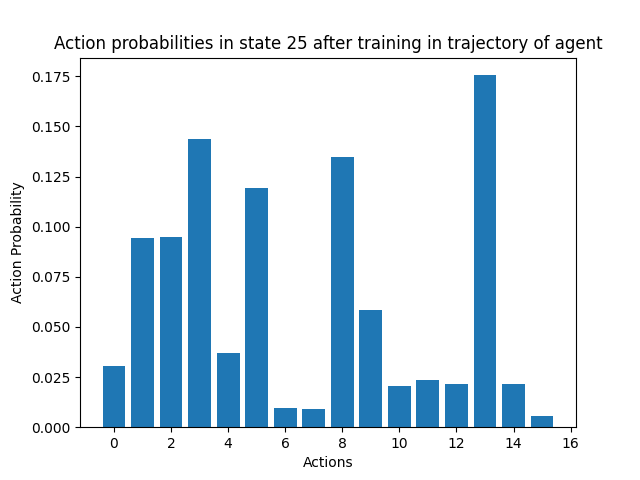 Action probabilities in state 25 after training in trajectory of agent
0.175
0.150
0.125
0.100
0.075
0.050
0.025
0.000
Action Probability
0 2 4 6 8 10 12 14 16
Actions